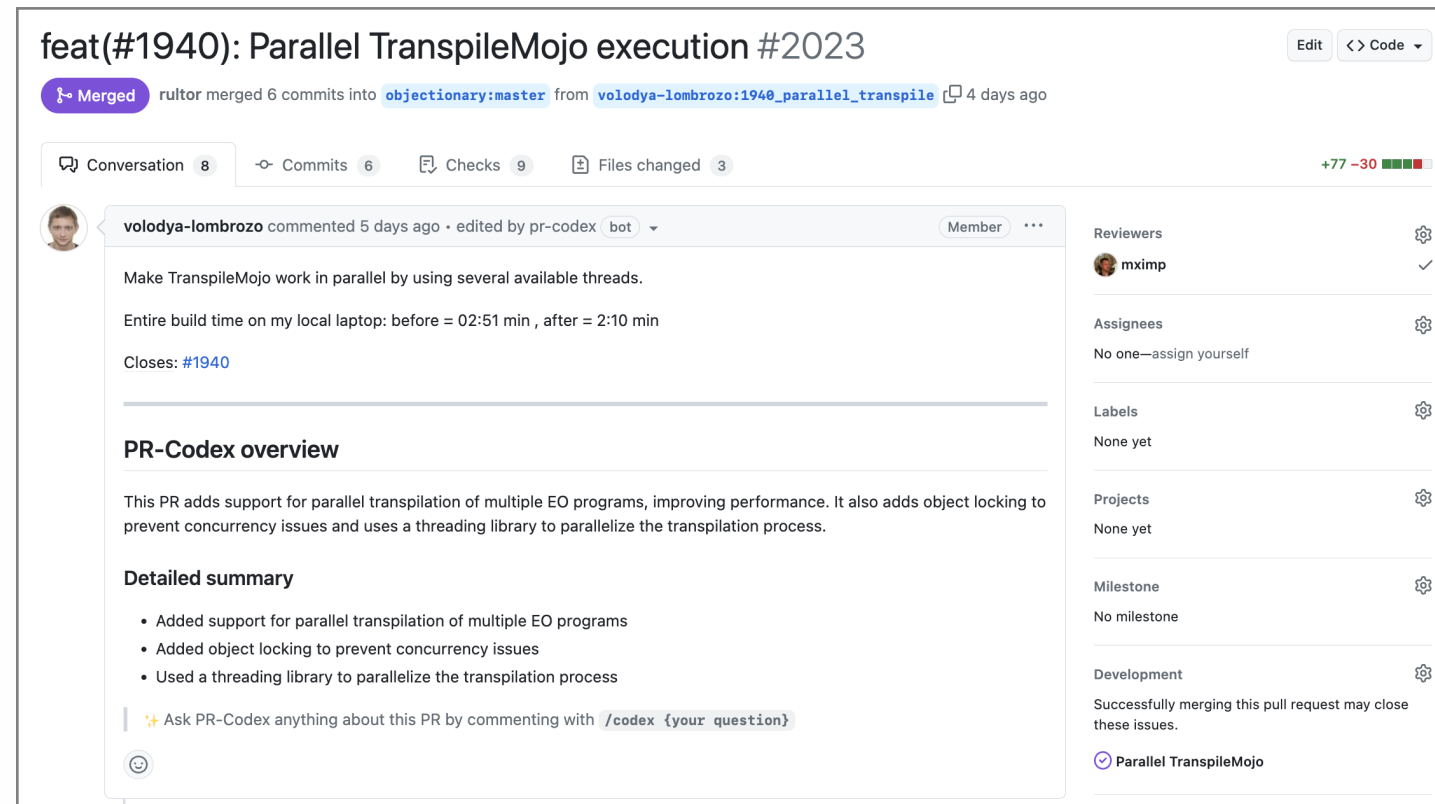 feat(#1940): Parallel TranspileMojo execution #2023
Edit
<> Code
Merged
rultor merged 6 commits into objectionary:master from volodya-lombrozo:1940_parallel_transpile 4 days ago
Conversation 8
Commits 6
Checks 9
Files changed 3
+77 −30
volodya-lombrozo commented 5 days ago • edited by pr-codex bot
Member
Make TranspileMojo work in parallel by using several available threads.
Entire build time on my local laptop: before = 02:51 min , after = 2:10 min
Closes: #1940
PR-Codex overview
This PR adds support for parallel transpilation of multiple EO programs, improving performance. It also adds object locking to
prevent concurrency issues and uses a threading library to parallelize the transpilation process.
Detailed summary
• Added support for parallel transpilation of multiple EO programs
• Added object locking to prevent concurrency issues
• Used a threading library to parallelize the transpilation process
✨ Ask PR-Codex anything about this PR by commenting with /codex {your question}
Reviewers
mximp
Assignees
No one—assign yourself
Labels
None yet
Projects
None yet
Milestone
No milestone
Development
Successfully merging this pull request may close
these issues.
Parallel TranspileMojo